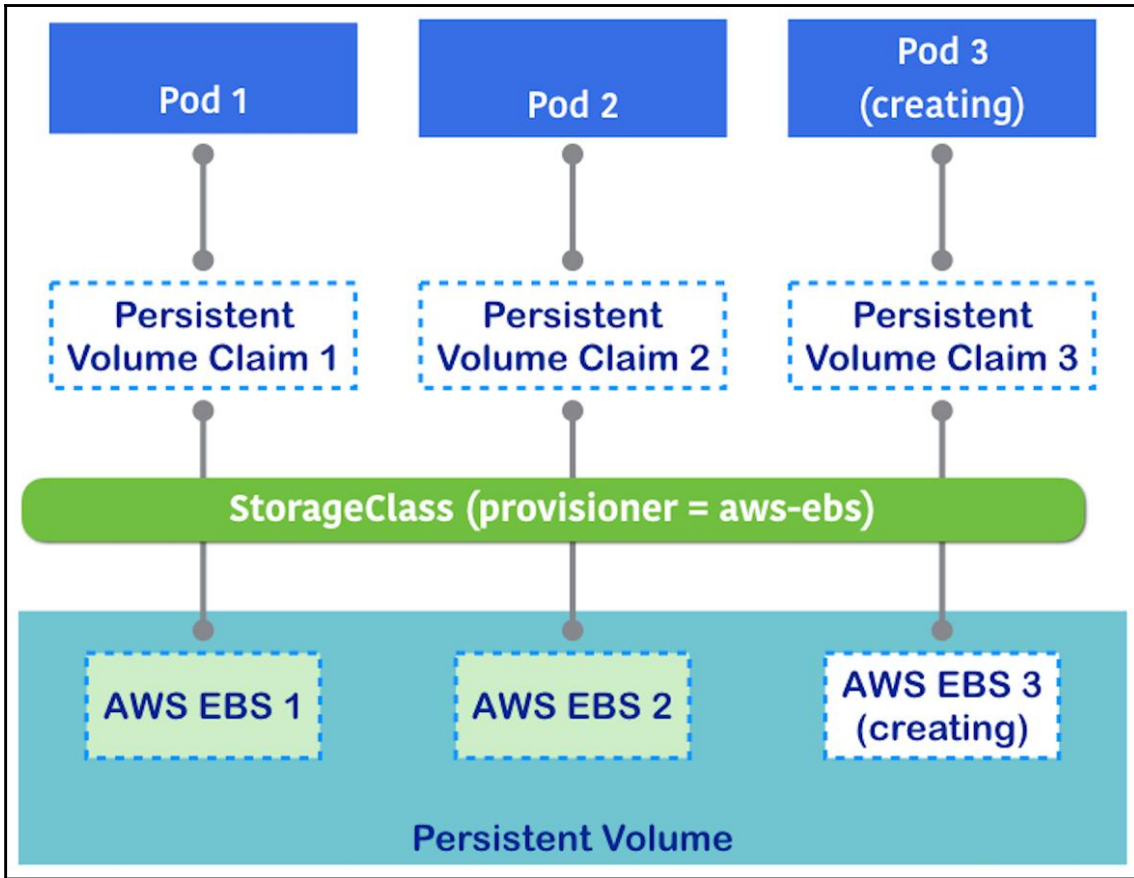 Pod 1
Pod 2
Pod 3
(creating)
Persistent
Volume Claim 1
Persistent
Volume Claim 2
Persistent
Volume Claim 3
StorageClass (provisioner = aws-ebs)
AWS EBS 1
AWS EBS 2
AWS EBS 3
(creating)
Persistent Volume